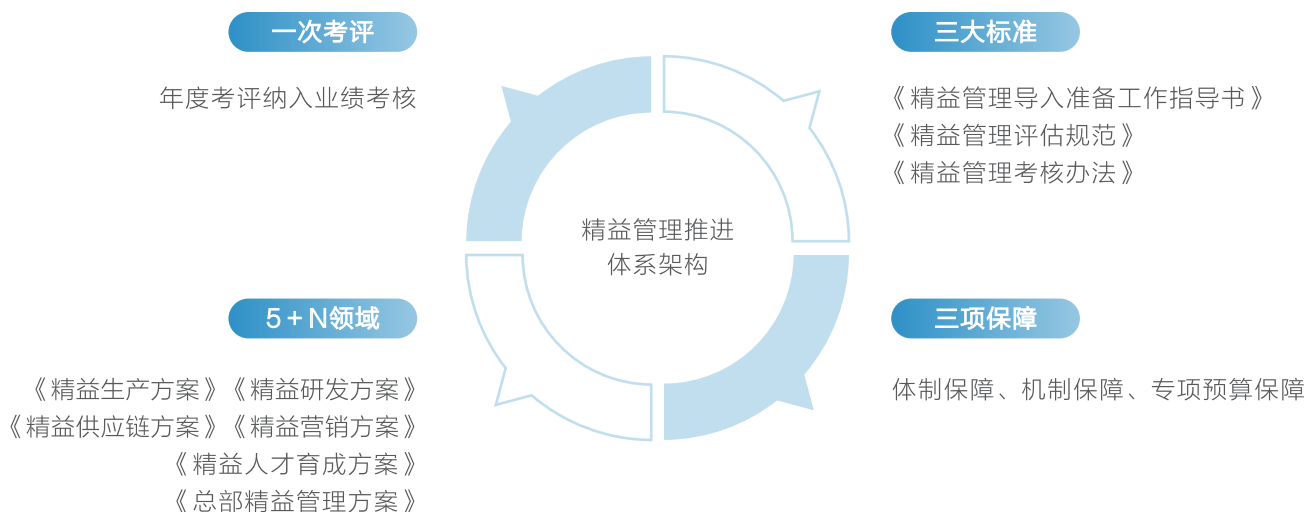 一次考评
年度考评纳入业绩考核
三大标准
《精益管理导入准备工作指导书》
《精益管理评估规范》
《精益管理考核办法》
精益管理推进
体系架构
5+N领域
《精益生产方案》《精益研发方案》
《精益供应链方案》《精益营销方案》
《精益人才育成方案》
《总部精益管理方案》
三项保障
体制保障、机制保障、专项预算保障